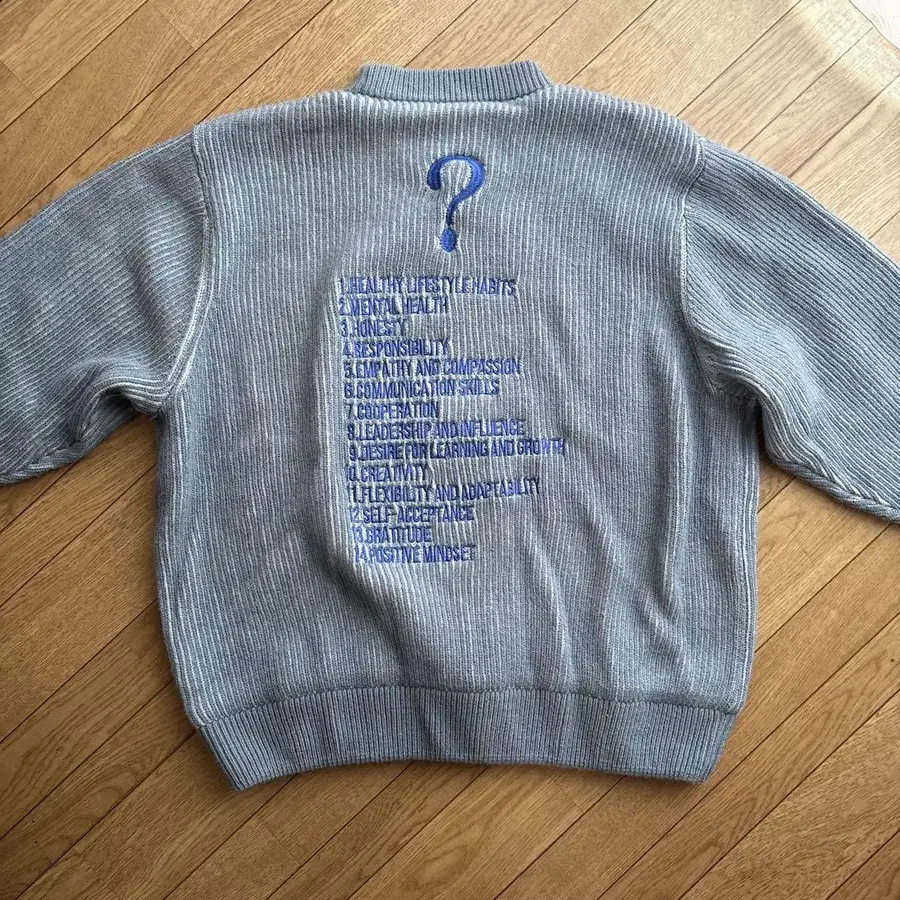 ?
1.HEALTHY LIFESTYLE HABITS
2.MENTAL HEALTH
3.HONESTY
4.RESPONSIBILITY
5.EMPATHY AND COMPASSION
6.COMMUNICATION SKILLS
7.COOPERATION
8.LEADERSHIP AND INFLUENCE
9.DESIRE FOR LEARNING AND GROWTH
10.CREATIVITY
11.FLEXIBILITY AND ADAPTABILITY
12.SELF-ACCEPTANCE
13.GRATITUDE
14.POSITIVE MINDSET